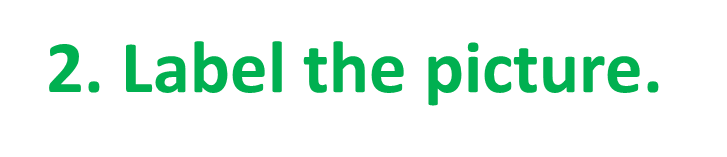 2. Label the picture.